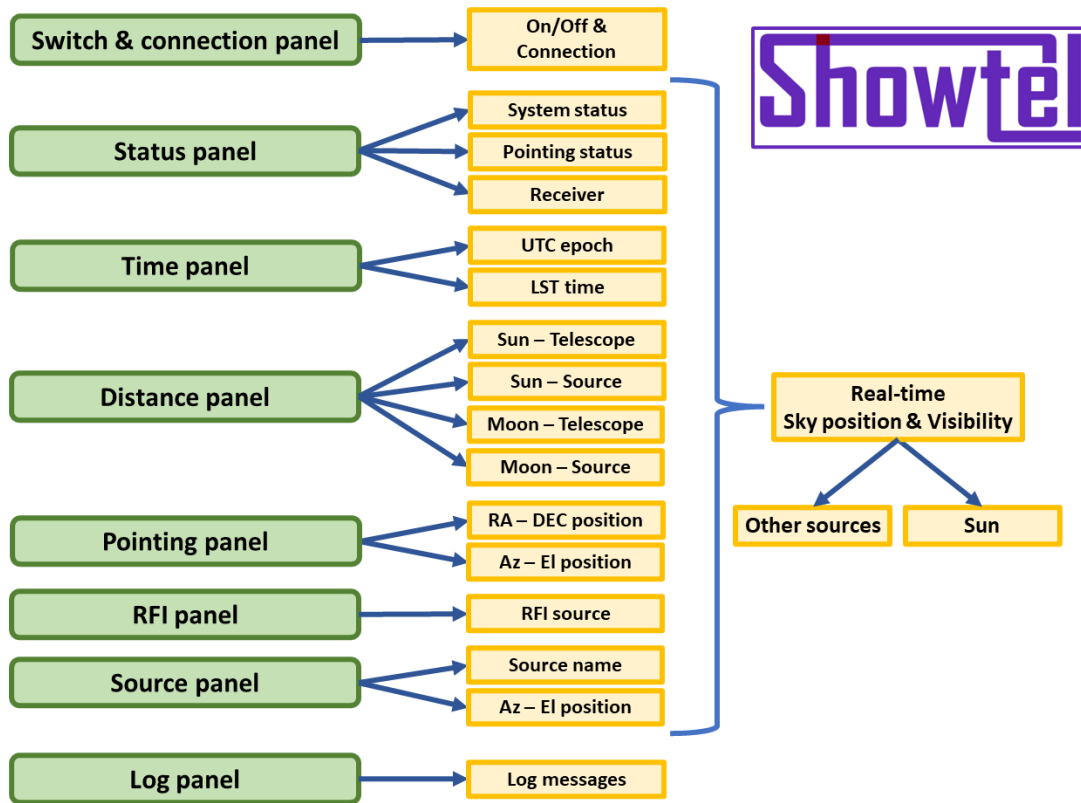 Switch & connection panel
On/Off &
Connection
Showtel
Status panel
System status
Pointing status
Receiver
Time panel
UTC epoch
LST time
Distance panel
Sun – Telescope
Sun – Source
Moon – Telescope
Moon – Source
Real-time
Sky position & Visibility
Other sources
Sun
Pointing panel
RA – DEC position
Az – El position
RFI panel
RFI source
Source panel
Source name
Az – El position
Log panel
Log messages